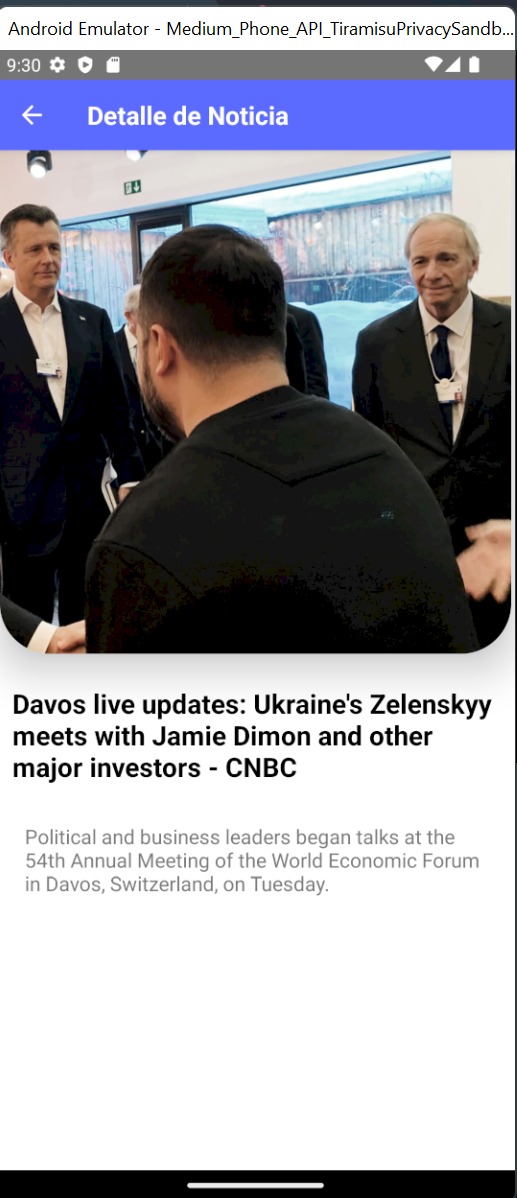 Android Emulator - Medium_Phone_API_TiramisuPrivacySandb...
9:30
Detalle de Noticia
Davos live updates: Ukraine's Zelenskyy
meets with Jamie Dimon and other
major investors - CNBC
Political and business leaders began talks at the
54th Annual Meeting of the World Economic Forum
in Davos, Switzerland, on Tuesday.